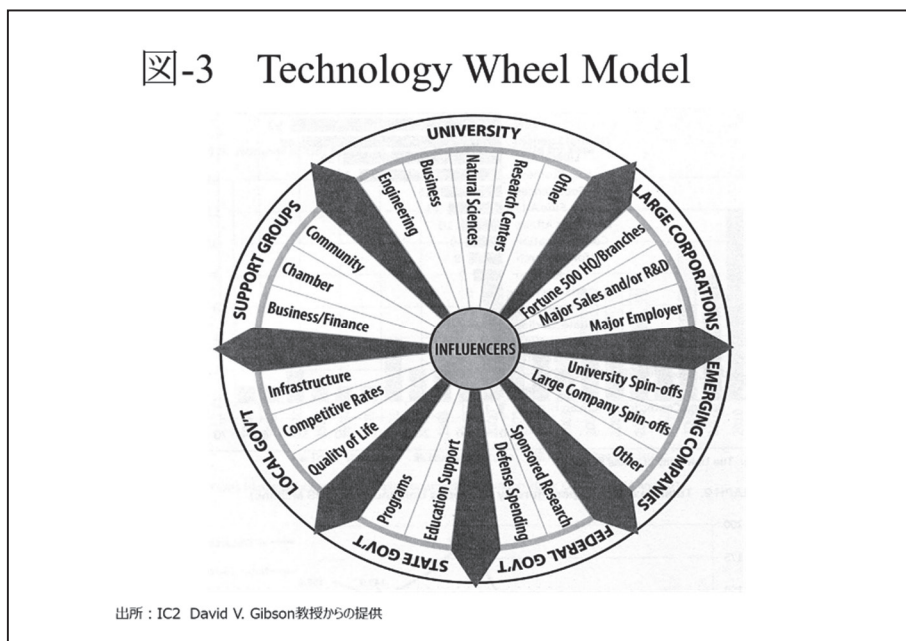 図-3 Technology Wheel Model
UNIVERSITY
Engineering
Business
Natural Sciences
Research Centers
Other
LARGE CORPORATIONS
Fortune 500 HQ/Branches
Major Sales and/or R&D
Major Employer
EMERGING COMPANIES
University Spin-offs
Large Company Spin-offs
Other
FEDERAL GOV'T
Sponsored Research
Defense Spending
STATE GOV'T
Education Support
Programs
LOCAL GOV'T
Quality of Life
Competitive Rates
Infrastructure
SUPPORT GROUPS
Business/Finance
Chamber
Community
INFLUENCERS
出所：IC2 David V. Gibson教授からの提供